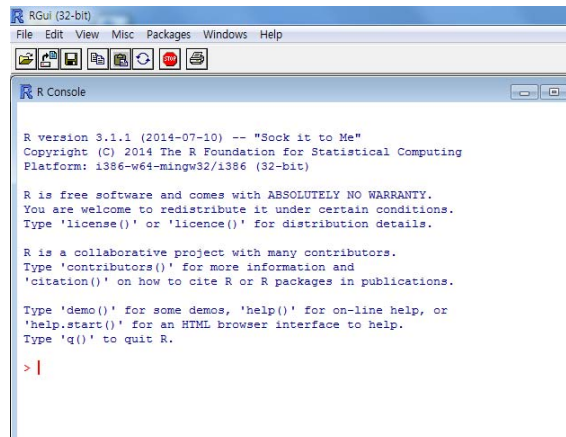 RGui (32-bit)
File Edit View Misc Packages Windows Help
STOP
R Console
R version 3.1.1 (2014-07-10) -- "Sock it to Me"
Copyright (C) 2014 The R Foundation for Statistical Computing
Platform: i386-w64-mingw32/i386 (32-bit)
R is free software and comes with ABSOLUTELY NO WARRANTY.
You are welcome to redistribute it under certain conditions.
Type 'license()' or 'licence()' for distribution details.
R is a collaborative project with many contributors.
Type 'contributors()' for more information and
'citation()' on how to cite R or R packages in publications.
Type 'demo()' for some demos, 'help()' for on-line help, or
'help.start()' for an HTML browser interface to help.
Type 'q()' to quit R.
>